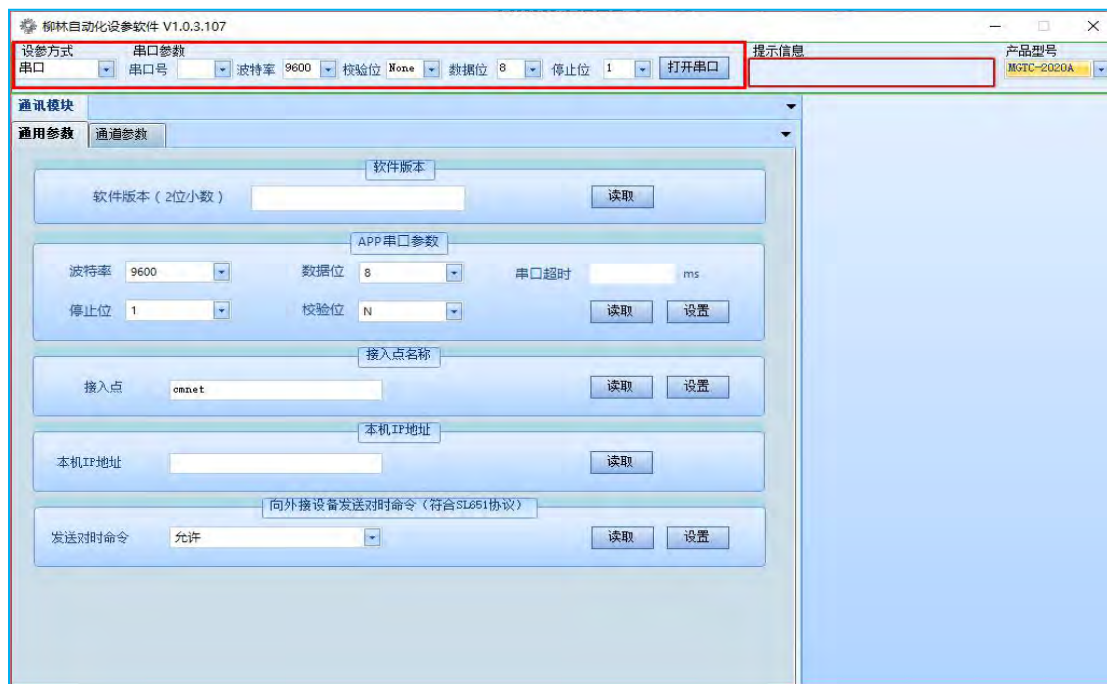 柳林自动化设参软件 V1.0.3.107
设参方式 串口参数 提示信息 产品型号
串口 串口号 波特率 9600 校验位 None 数据位 8 停止位 1 打开串口 MGTC-2020A
通讯模块
通用参数 通道参数
软件版本
软件版本（2位小数） 读取
APP串口参数
波特率 9600 数据位 8 串口超时 ms
停止位 1 校验位 N 读取 设置
接入点名称
接入点 cmnet 读取 设置
本机IP地址
本机IP地址 读取
向外接设备发送对时命令（符合SL651协议）
发送对时命令 允许 读取 设置